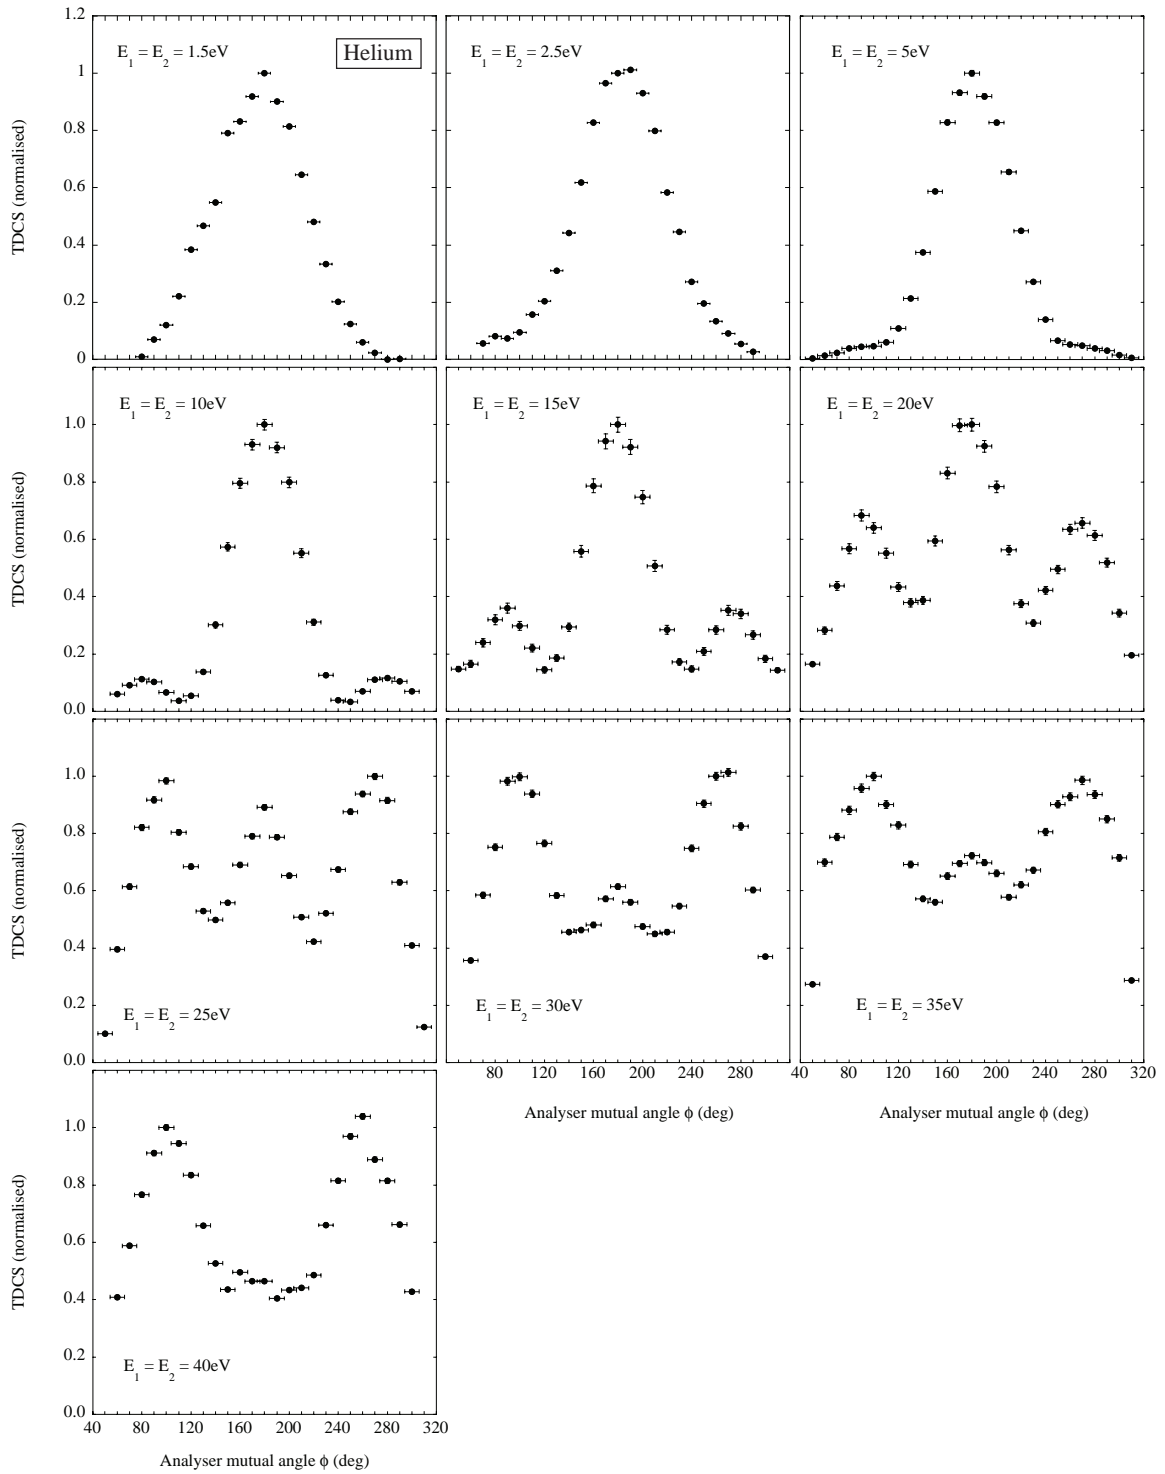 1.2
E1 = E2 = 1.5eV
Helium
E1 = E2 = 2.5eV
E1 = E2 = 5eV
1
0.8
0.6
0.4
0.2
0
TDCS (normalised)
E1 = E2 = 10eV
E1 = E2 = 15eV
E1 = E2 = 20eV
1.0
0.8
0.6
0.4
0.2
0.0
TDCS (normalised)
1.0
0.8
0.6
0.4
0.2
0.0
TDCS (normalised)
E1 = E2 = 25eV
E1 = E2 = 30eV
E1 = E2 = 35eV
80 120 160 200 240 280
40 80 120 160 200 240 280 320
Analyser mutual angle ϕ (deg)
Analyser mutual angle ϕ (deg)
1.0
0.8
0.6
0.4
0.2
0.0
TDCS (normalised)
E1 = E2 = 40eV
40 80 120 160 200 240 280 320
Analyser mutual angle ϕ (deg)